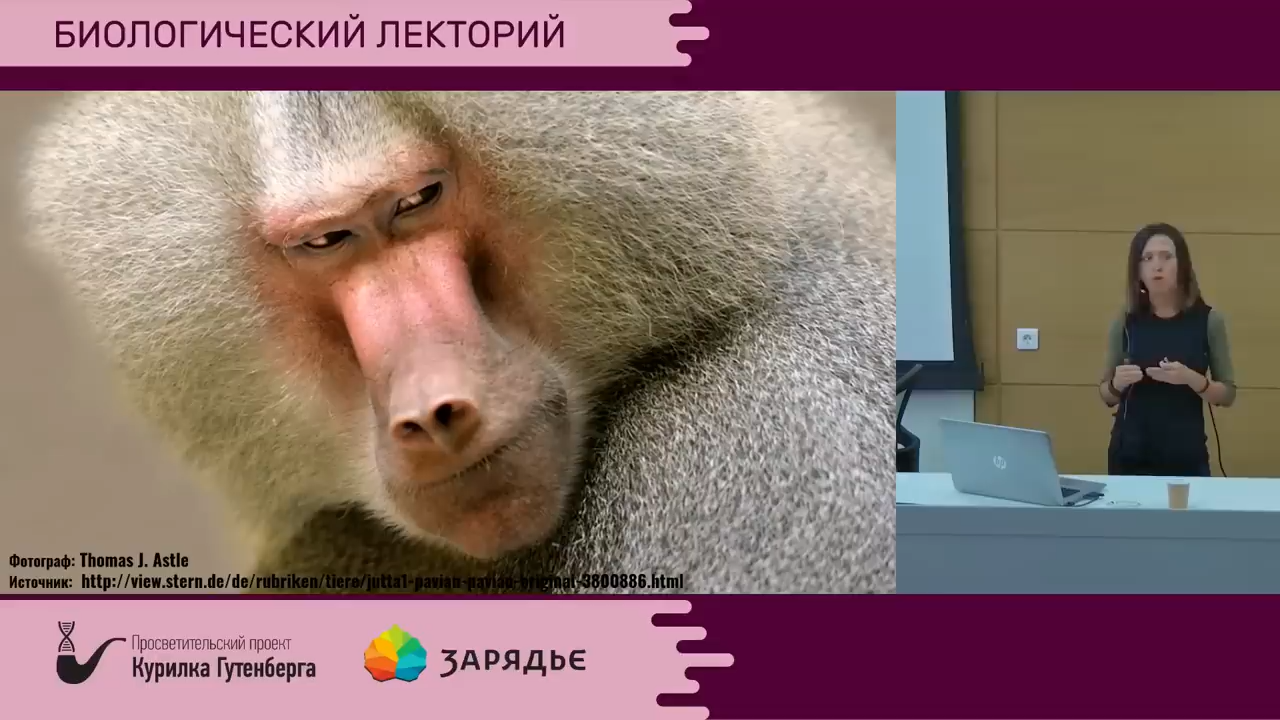 БИОЛОГИЧЕСКИЙ ЛЕКТОРИЙ
Фотограф: Thomas J. Astle
Источник: http://view.stern.de/de/rubriken/tiere/jutta1-pavian-pavian-original-3800886.html
hp
Просветительский проект
Курилка Гутенберга
ЗАРЯДЬЕ